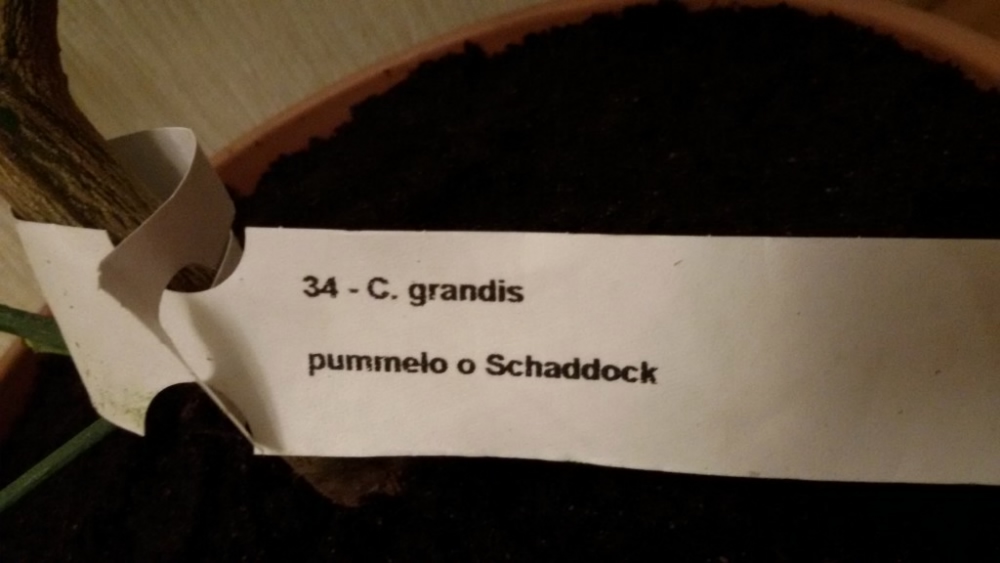 34 - C. grandis
pummelo o Schaddock